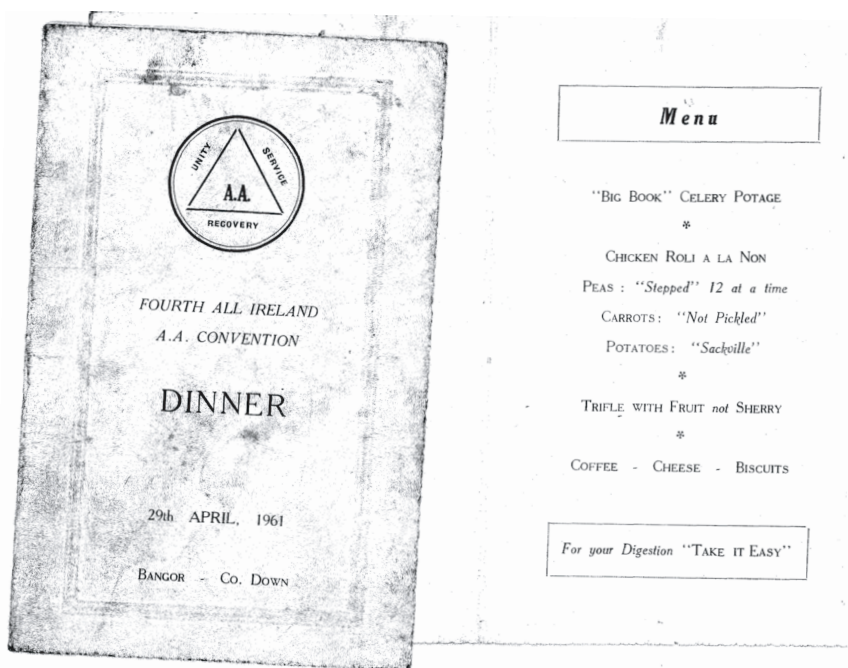 UNITY
SERVICE
A.A.
RECOVERY
FOURTH ALL IRELAND
A.A. CONVENTION
DINNER
29th APRIL, 1961
BANGOR - CO. DOWN
Menu
"BIG BOOK" CELERY POTAGE
*
CHICKEN ROLI A LA NON
PEAS : "Stepped" 12 at a time
CARROTS : "Not Pickled"
POTATOES : "Sackville"
*
TRIFLE WITH FRUIT not SHERRY
*
COFFEE - CHEESE - BISCUITS
For your Digestion "TAKE IT EASY"